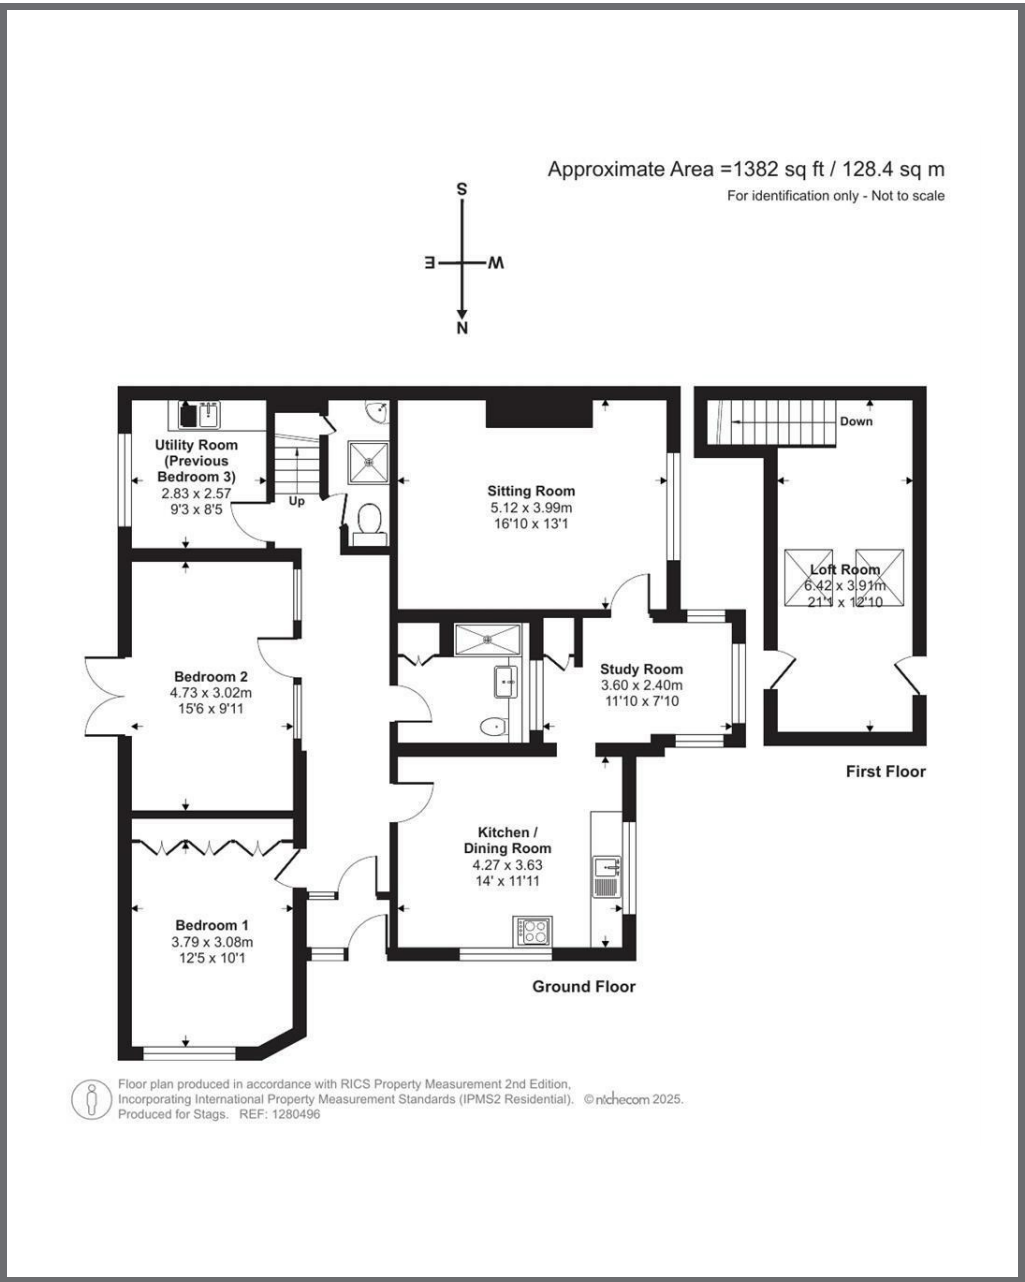 Approximate Area =1382 sq ft / 128.4 sq m
For identification only - Not to scale
S
E W
N
Utility Room
(Previous
Bedroom 3)
2.83 x 2.57
9'3 x 8'5
Up
Sitting Room
5.12 x 3.99m
16'10 x 13'1
Down
Loft Room
6.42 x 3.91m
21'1 x 12'10
First Floor
Bedroom 2
4.73 x 3.02m
15'6 x 9'11
Study Room
3.60 x 2.40m
11'10 x 7'10
Kitchen /
Dining Room
4.27 x 3.63
14' x 11'11
Bedroom 1
3.79 x 3.08m
12'5 x 10'1
Ground Floor
Floor plan produced in accordance with RICS Property Measurement 2nd Edition,
Incorporating International Property Measurement Standards (IPMS2 Residential). © nichecom 2025.
Produced for Stags. REF: 1280496